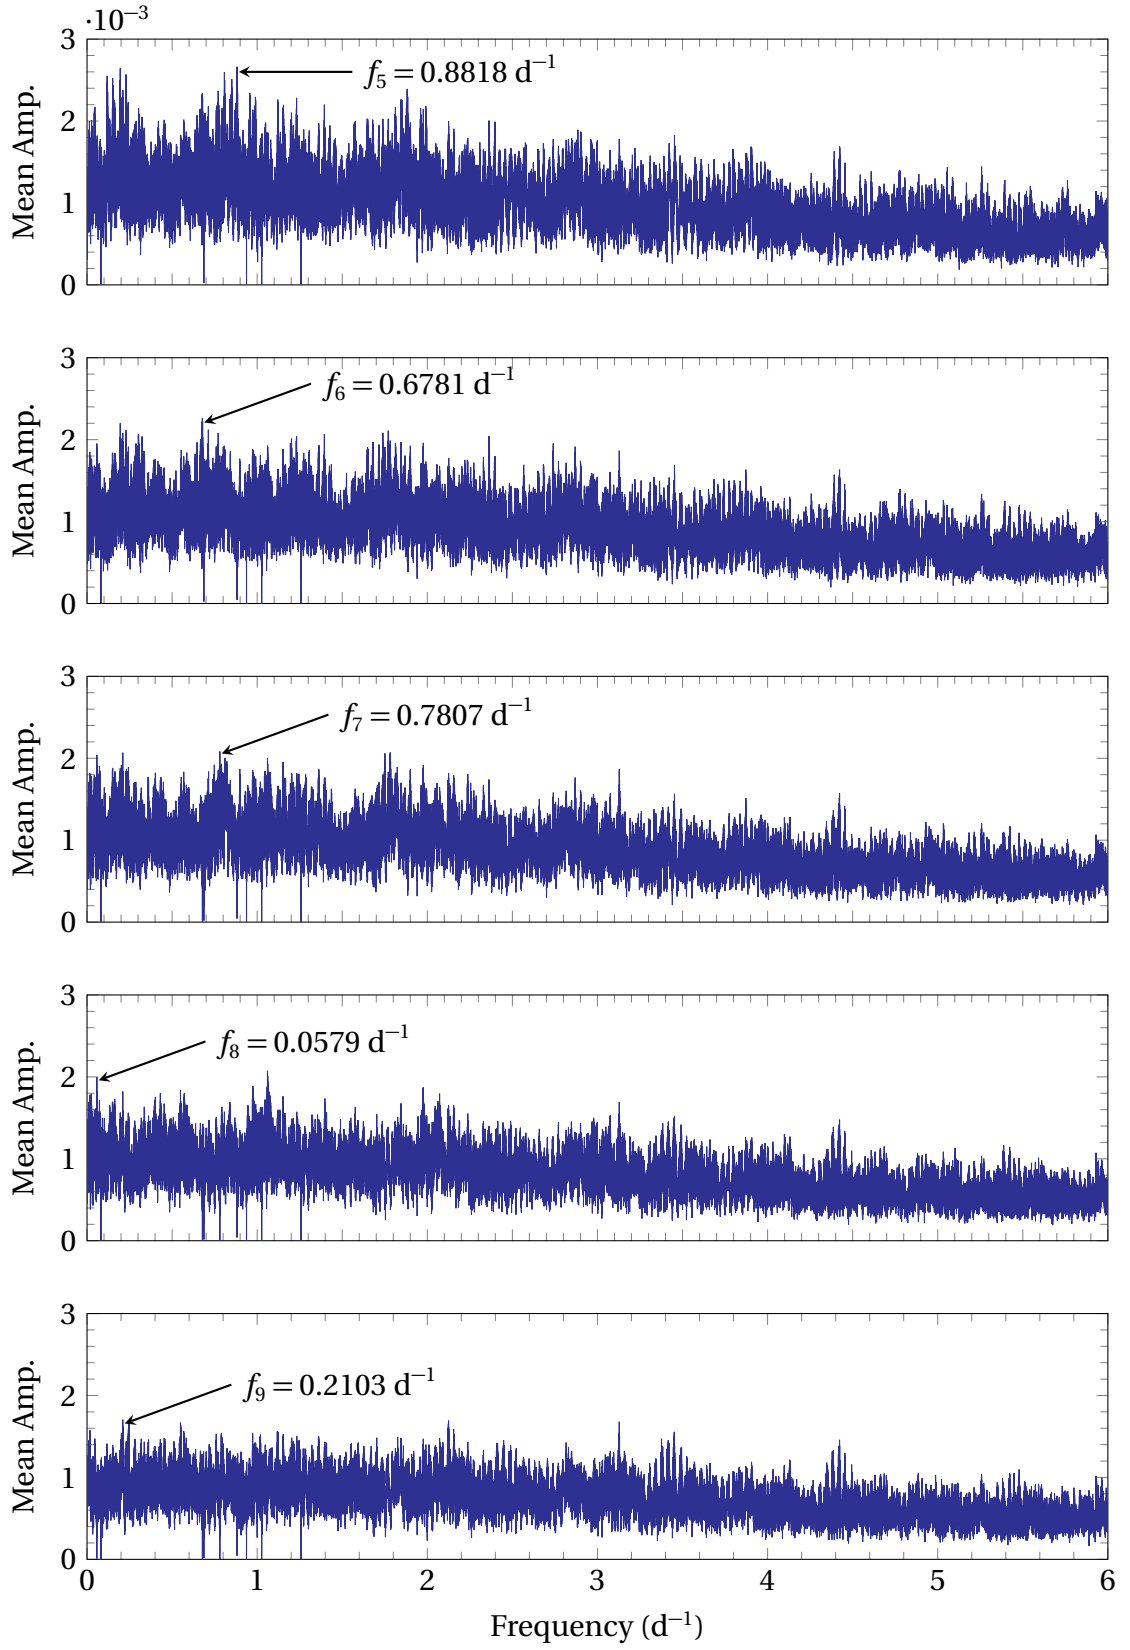 ·10⁻³
3
2
1
0
Mean Amp.
f₅ = 0.8818 d⁻¹
3
2
1
0
Mean Amp.
f₆ = 0.6781 d⁻¹
3
2
1
0
Mean Amp.
f₇ = 0.7807 d⁻¹
3
2
1
0
Mean Amp.
f₈ = 0.0579 d⁻¹
3
2
1
0
Mean Amp.
f₉ = 0.2103 d⁻¹
0 1 2 3 4 5 6
Frequency (d⁻¹)